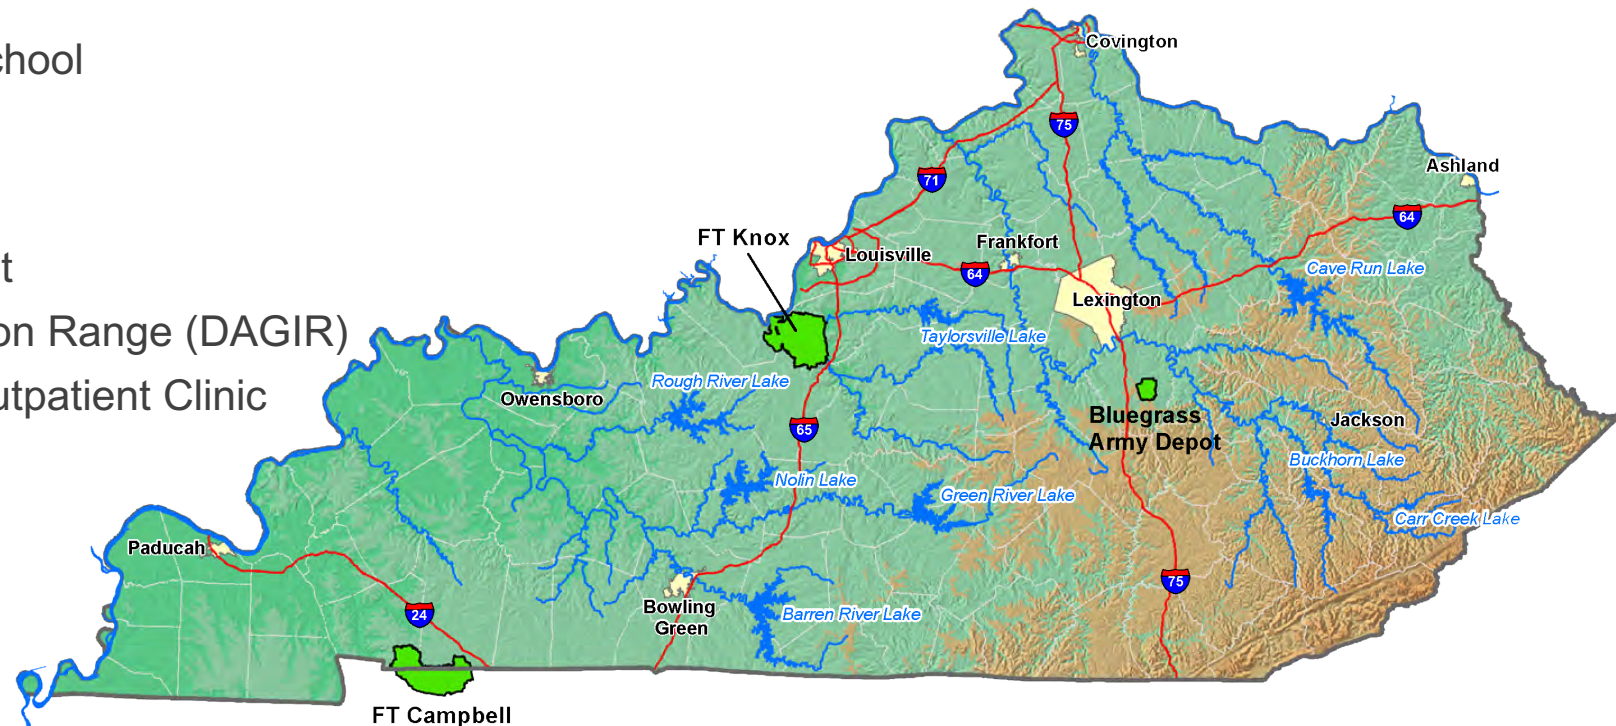 chool
t
on Range (DAGIR)
utpatient Clinic
Covington
75
Ashland
71
64
FT Knox
Louisville
Frankfort
64
Cave Run Lake
Lexington
Taylorsville Lake
Rough River Lake
Owensboro
65
Bluegrass
Army Depot
Jackson
Buckhorn Lake
Nolin Lake
Green River Lake
Carr Creek Lake
Paducah
75
24
Bowling
Green
Barren River Lake
FT Campbell